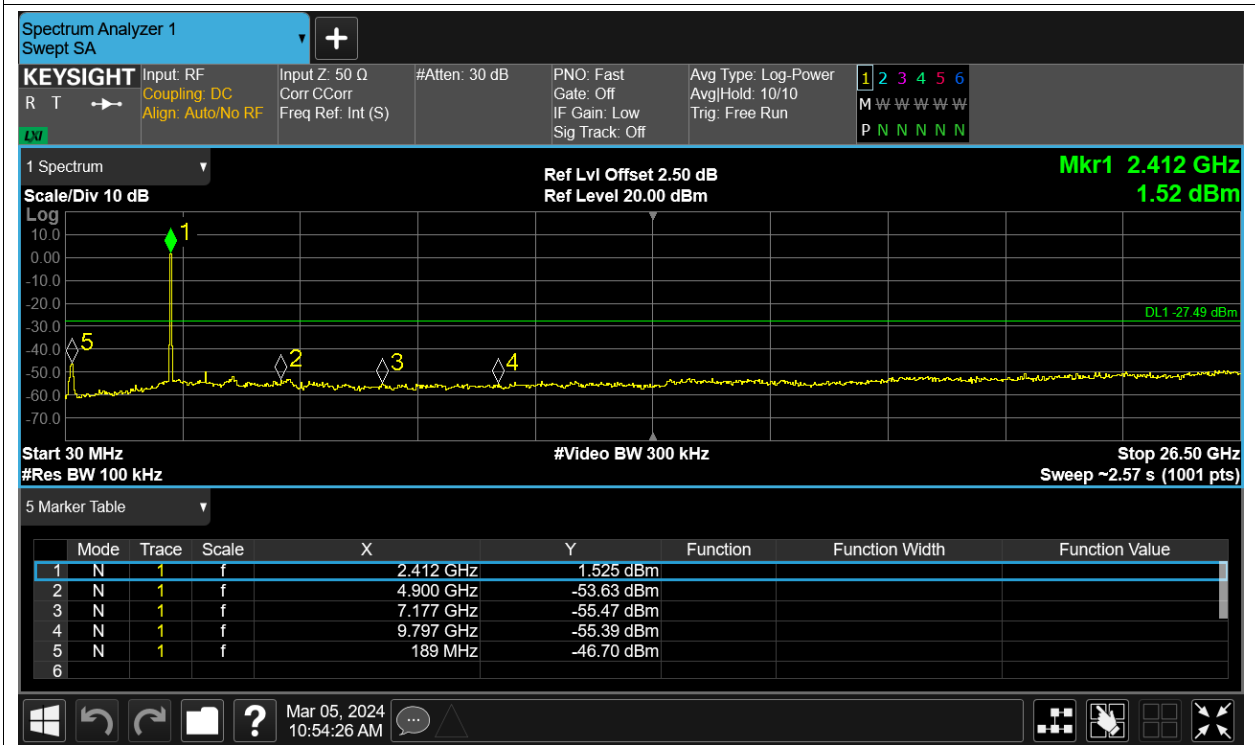 Spectrum Analyzer 1
Swept SA
KEYSIGHT
R T
LXI
Input: RF
Coupling: DC
Align: Auto/No RF
Input Z: 50 Ω
Corr CCorr
Freq Ref: Int (S)
#Atten: 30 dB
PNO: Fast
Gate: Off
IF Gain: Low
Sig Track: Off
Avg Type: Log-Power
Avg|Hold: 10/10
Trig: Free Run
1 2 3 4 5 6
M W W W W W
P N N N N N
1 Spectrum
Scale/Div 10 dB
Ref Lvl Offset 2.50 dB
Ref Level 20.00 dBm
Mkr1 2.412 GHz
1.52 dBm
Log
10.0
0.00
-10.0
-20.0
-30.0
-40.0
-50.0
-60.0
-70.0
1
DL1 -27.49 dBm
5
2
3
4
Start 30 MHz
#Video BW 300 kHz
Stop 26.50 GHz
#Res BW 100 kHz
Sweep ~2.57 s (1001 pts)
5 Marker Table
Mode Trace Scale X Y Function Function Width Function Value
1 N 1 f 2.412 GHz 1.525 dBm
2 N 1 f 4.900 GHz -53.63 dBm
3 N 1 f 7.177 GHz -55.47 dBm
4 N 1 f 9.797 GHz -55.39 dBm
5 N 1 f 189 MHz -46.70 dBm
6
?
Mar 05, 2024
10:54:26 AM